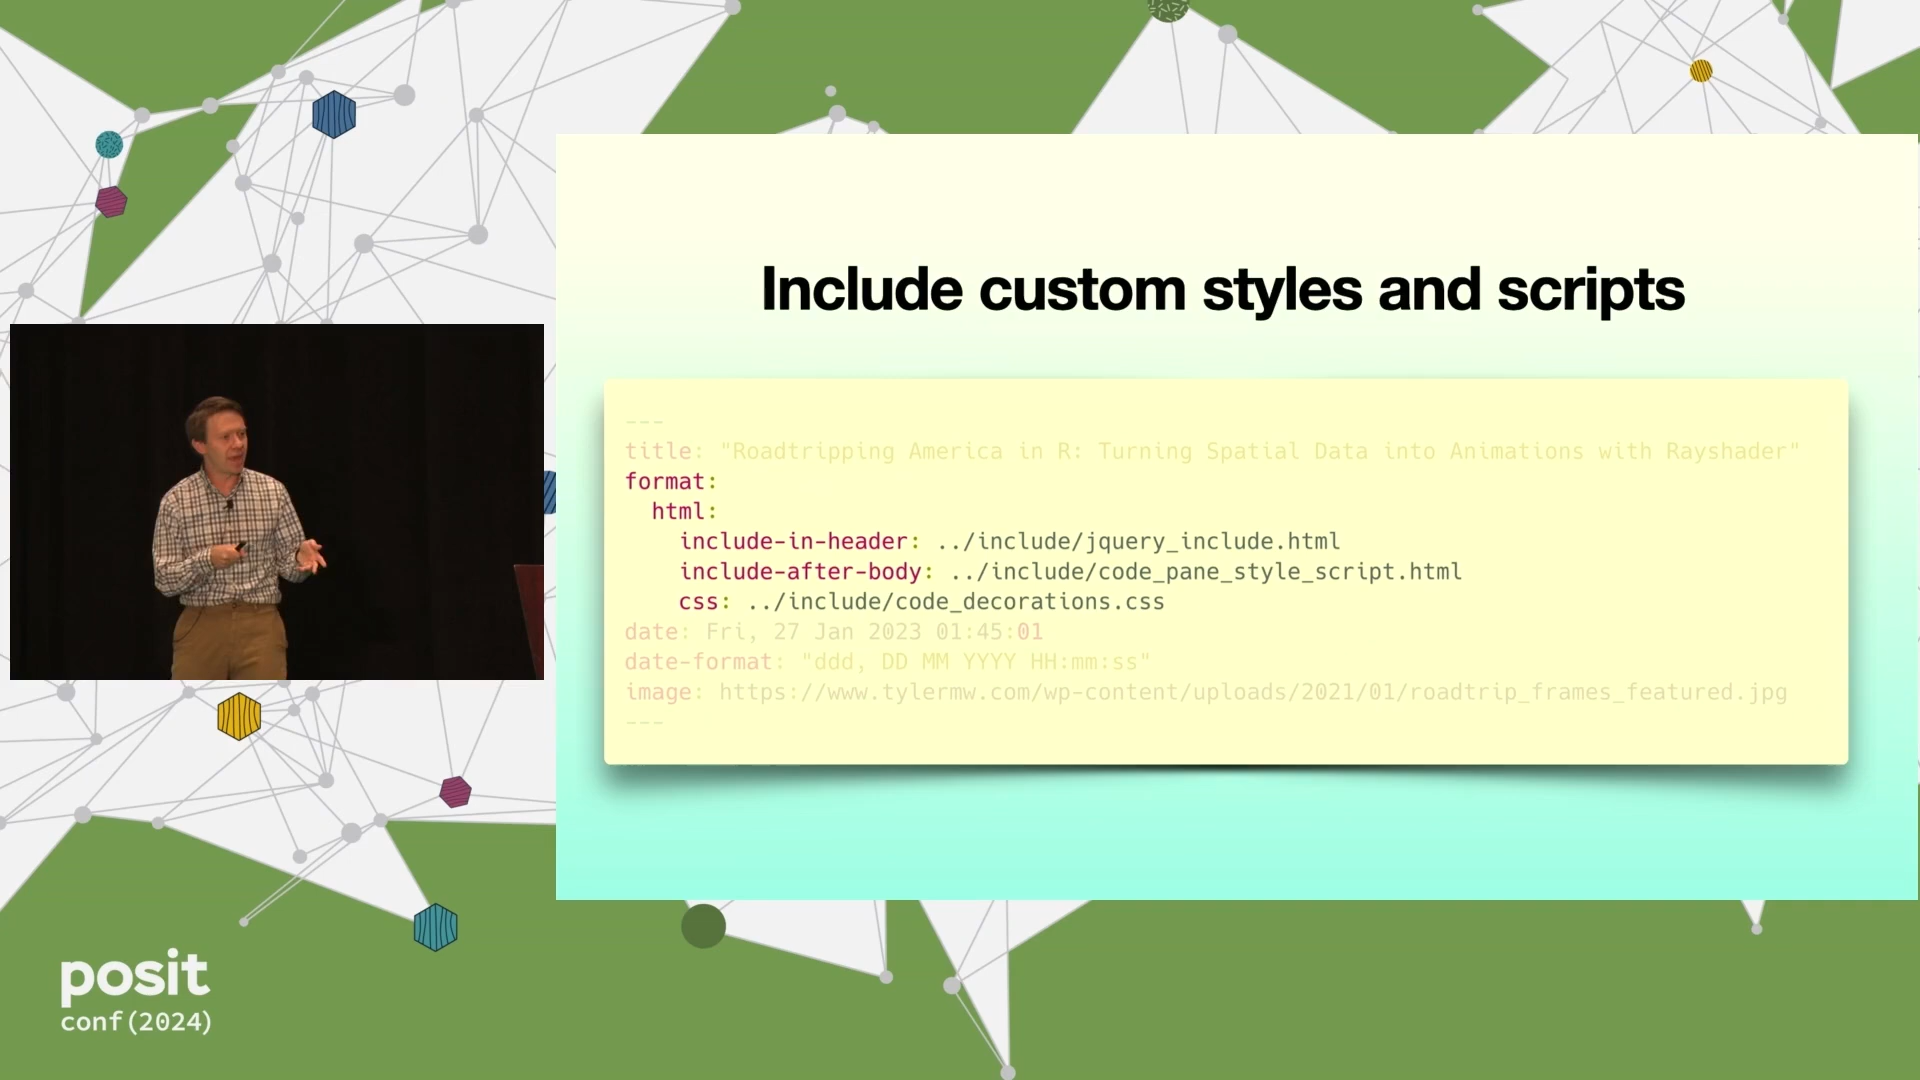 Include custom styles and scripts
---
title: "Roadtripping America in R: Turning Spatial Data into Animations with Rayshader"
format:
html:
include-in-header: ../include/jquery_include.html
include-after-body: ../include/code_pane_style_script.html
css: ../include/code_decorations.css
date: Fri, 27 Jan 2023 01:45:01
date-format: "ddd, DD MM YYYY HH:mm:ss"
image: https://www.tylermw.com/wp-content/uploads/2021/01/roadtrip_frames_featured.jpg
---
posit
conf(2024)